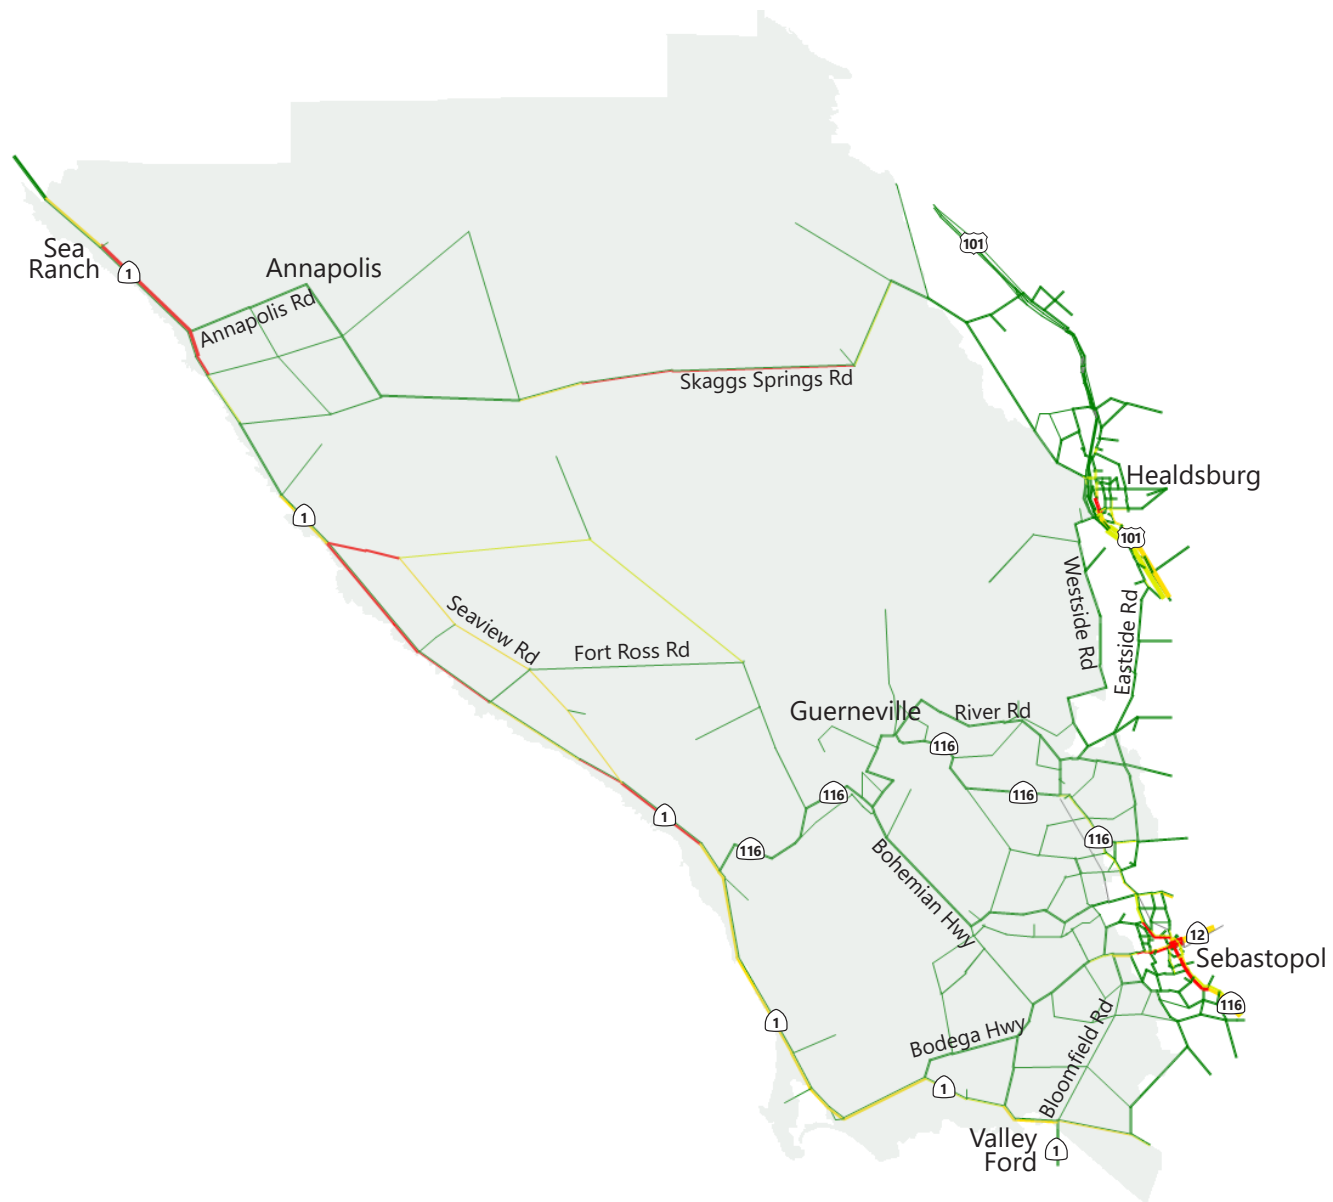 101
Sea
Ranch
1
Annapolis
Annapolis Rd
Skaggs Springs Rd
Healdsburg
1
101
Westside Rd
Eastside Rd
Seaview Rd
Fort Ross Rd
Guerneville
River Rd
116
116
116
1
116
116
Bohemian Hwy
12
Sebastopol
116
1
Bodega Hwy
Bloomfield Rd
1
Valley
Ford
1